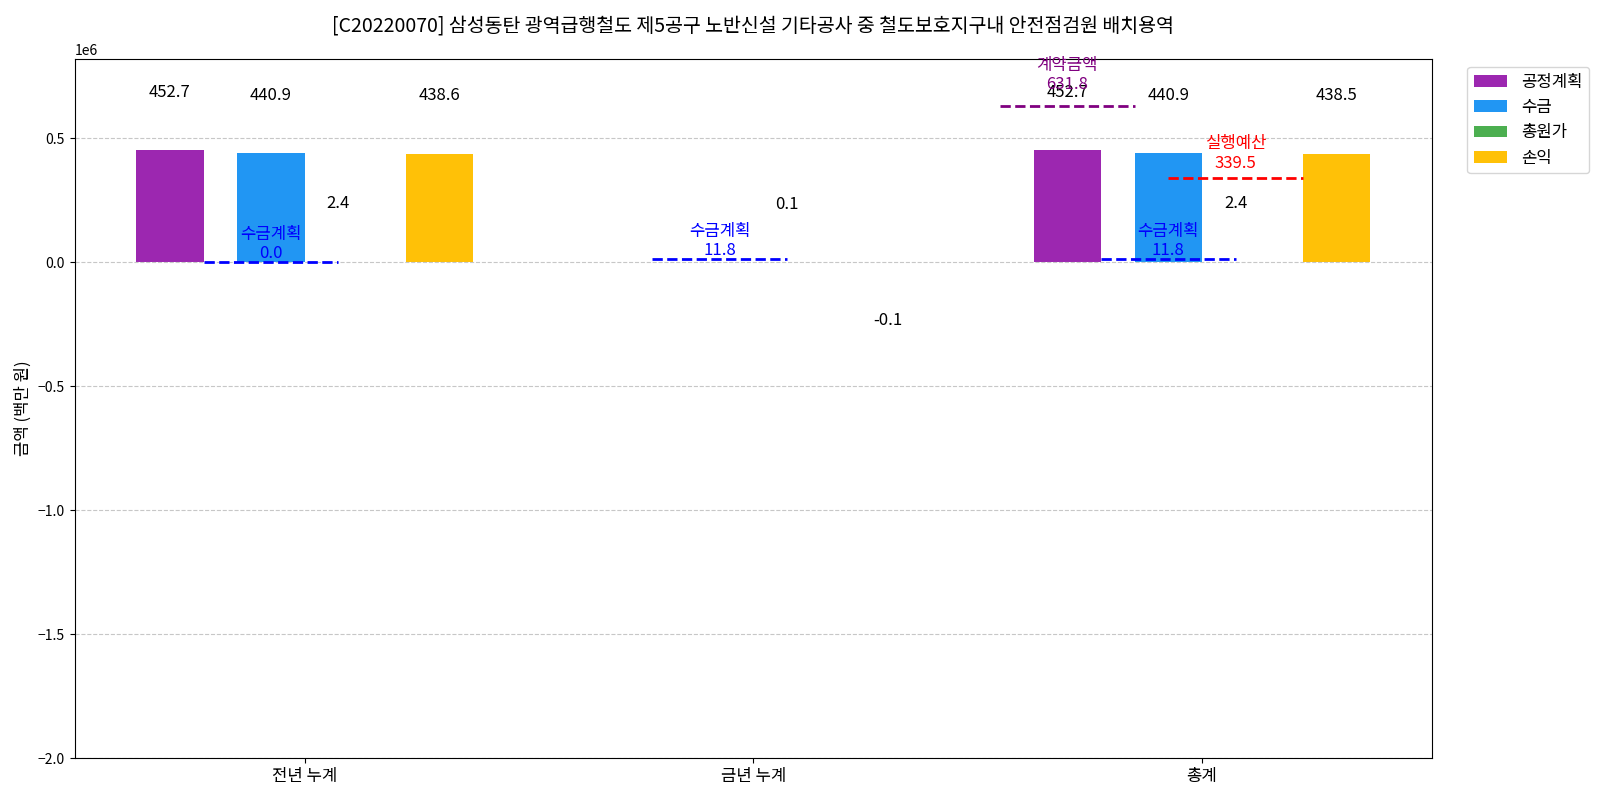 [C20220070] 삼성동탄 광역급행철도 제5공구 노반신설 기타공사 중 철도보호지구내 안전점검원 배치용역
1e6
0.5
0.0
−0.5
−1.0
−1.5
−2.0
금액 (백만 원)
452.7
440.9
2.4
438.6
수금계획
0.0
0.1
-0.1
수금계획
11.8
계약금액
631.8
452.7
440.9
438.5
실행예산
339.5
2.4
수금계획
11.8
전년 누계
금년 누계
총계
공정계획
수금
총원가
손익